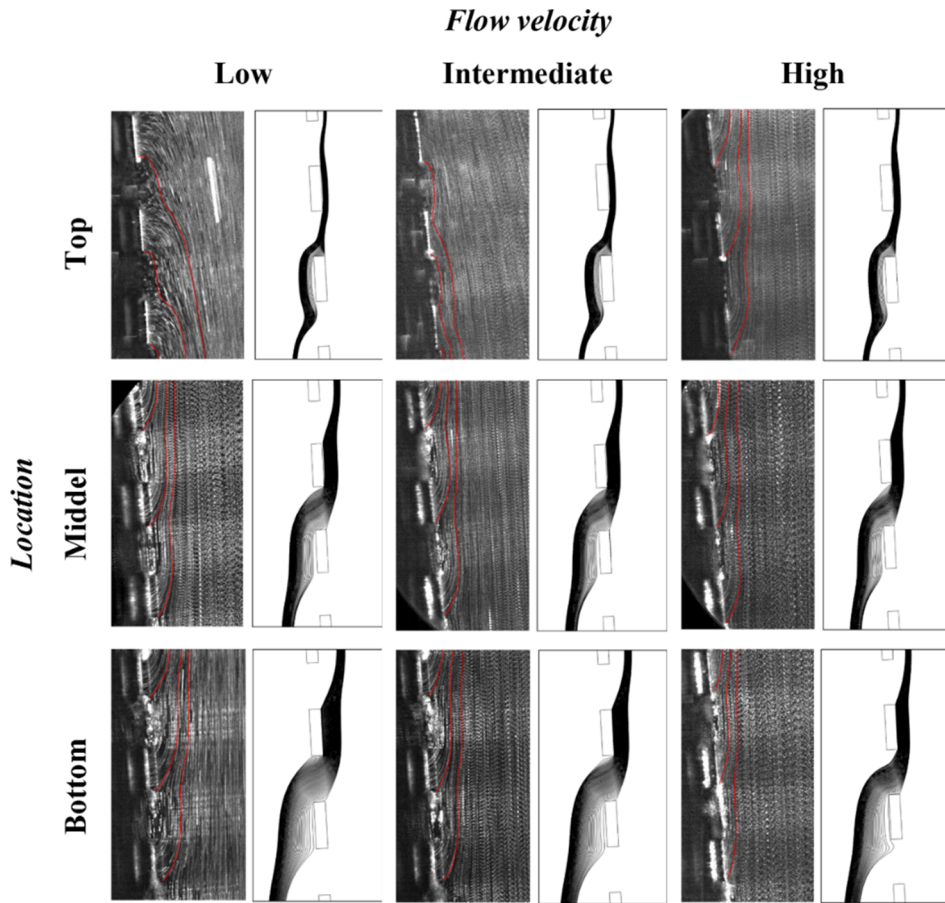 Flow velocity
Low Intermediate High
Top
Location
Middel
Bottom